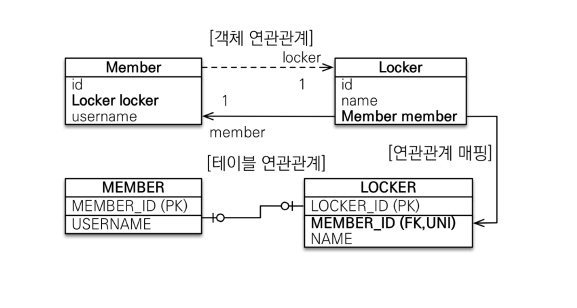 [객체 연관관계]
locker
Member
Locker
id
Locker locker
username
1
1
id
name
Member member
member
[연관관계 매핑]
[테이블 연관관계]
MEMBER
MEMBER_ID (PK)
USERNAME
LOCKER
LOCKER_ID (PK)
MEMBER_ID (FK,UNI)
NAME